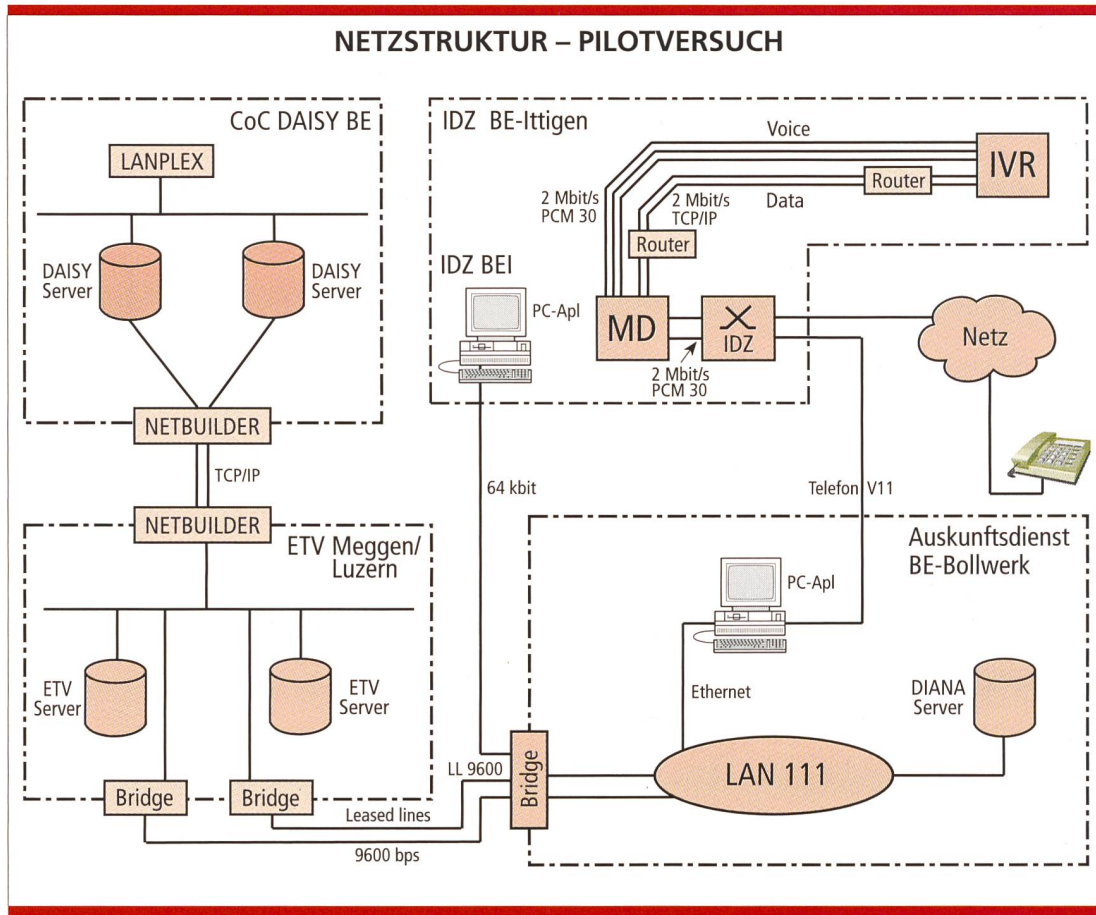 NETZSTRUKTUR – PILOTVERSUCH
CoC DAISY BE
LANPLEX
DAISY
Server
DAISY
Server
NETBUILDER
TCP/IP
NETBUILDER
ETV Meggen/
Luzern
ETV
Server
ETV
Server
Bridge
Bridge
Leased lines
9600 bps
LL 9600
IDZ BE-Ittigen
Voice
IVR
Router
Data
2 Mbit/s
PCM 30
2 Mbit/s
TCP/IP
Router
IDZ BEI
PC-Apl
MD
IDZ
2 Mbit/s
PCM 30
Netz
64 kbit
Telefon V11
Auskunftsdienst
BE-Bollwerk
PC-Apl
Ethernet
DIANA
Server
Bridge
LAN 111